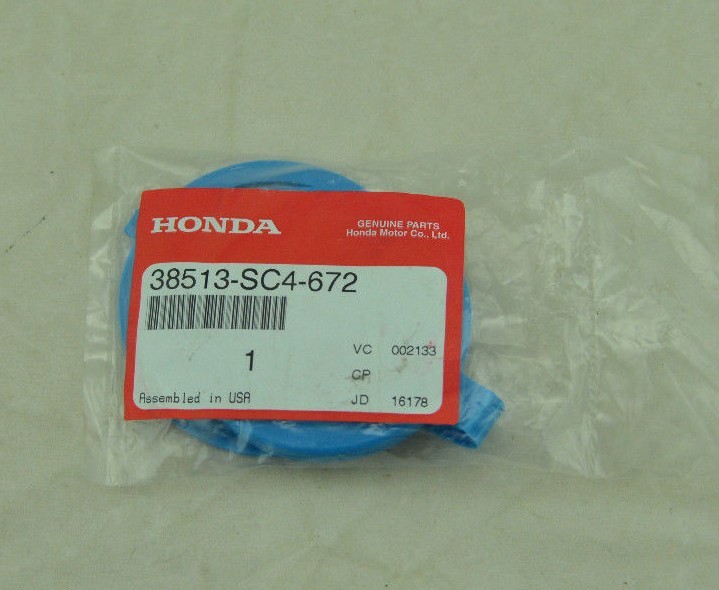 HONDA
GENUINE PARTS
Honda Motor Co., Ltd.
38513-SC4-672
1
VC 002133
CP
Assembled in USA
JD 16178